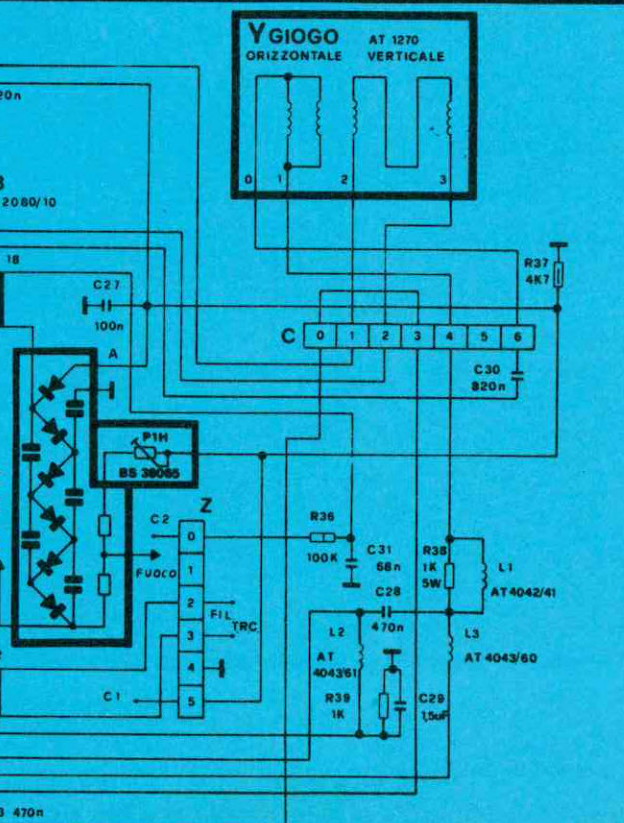 Y GIOGO AT 1270
ORIZZONTALE VERTICALE
20n
0 1 2 3
2080/10
18
C27
100n
R37
4K7
C 0 1 2 3 4 5 6
A
C30
820n
P1H
BS 38065
Z
C2 0
R36
100K
1
FUOCO
C31
68n
R38
1K
5W
L1
AT 4042/41
C28
470n
2
FIL
TRC
3
4
C1 5
L2
AT
4043/61
L3
AT 4043/60
R39
1K
C29
1,5uF
470n